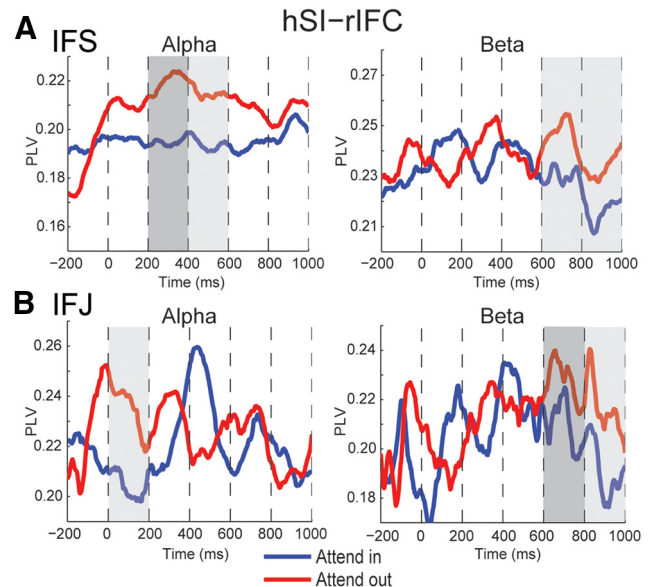 hSI-rIFC
A IFS
Alpha
Beta
PLV
0.22
0.20
0.18
0.16
-200 0 200 400 600 800 1000
Time (ms)
PLV
0.27
0.25
0.23
0.21
-200 0 200 400 600 800 1000
Time (ms)
B IFJ
Alpha
Beta
PLV
0.26
0.24
0.22
0.20
-200 0 200 400 600 800 1000
Time (ms)
PLV
0.24
0.22
0.20
0.18
-200 0 200 400 600 800 1000
Time (ms)
Attend in
Attend out